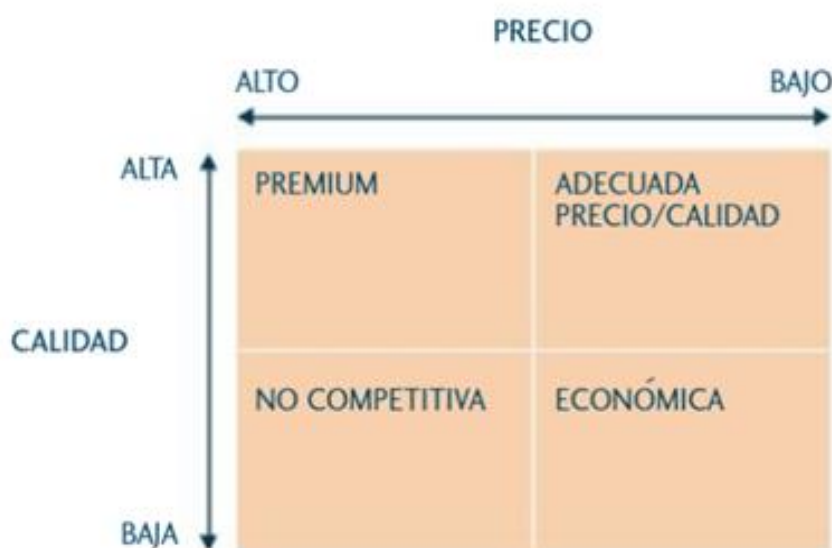 PRECIO
ALTO BAJO
ALTA
PREMIUM
ADECUADA
PRECIO/CALIDAD
CALIDAD
NO COMPETITIVA
ECONÓMICA
BAJA